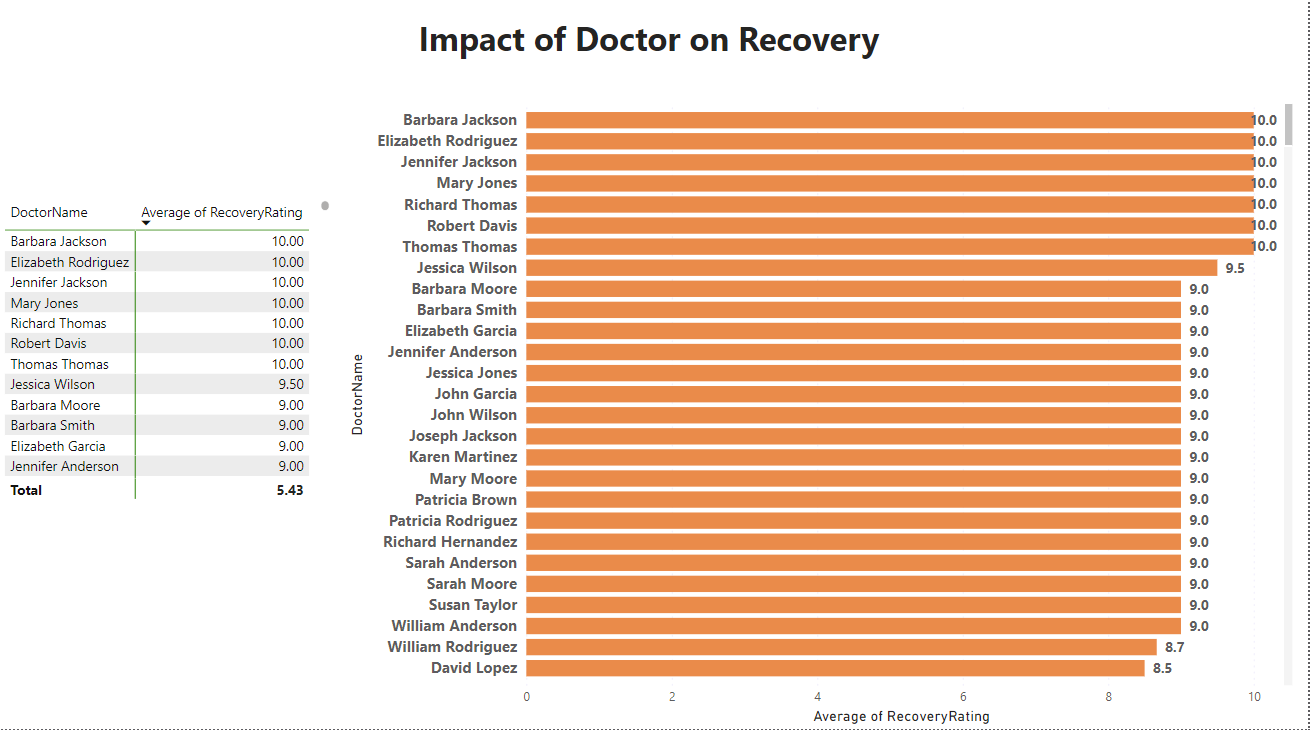 Impact of Doctor on Recovery
DoctorName Average of RecoveryRating
Barbara Jackson 10.00
Elizabeth Rodriguez 10.00
Jennifer Jackson 10.00
Mary Jones 10.00
Richard Thomas 10.00
Robert Davis 10.00
Thomas Thomas 10.00
Jessica Wilson 9.50
Barbara Moore 9.00
Barbara Smith 9.00
Elizabeth Garcia 9.00
Jennifer Anderson 9.00
Total 5.43
DoctorName
Barbara Jackson 10.0
Elizabeth Rodriguez 10.0
Jennifer Jackson 10.0
Mary Jones 10.0
Richard Thomas 10.0
Robert Davis 10.0
Thomas Thomas 10.0
Jessica Wilson 9.5
Barbara Moore 9.0
Barbara Smith 9.0
Elizabeth Garcia 9.0
Jennifer Anderson 9.0
Jessica Jones 9.0
John Garcia 9.0
John Wilson 9.0
Joseph Jackson 9.0
Karen Martinez 9.0
Mary Moore 9.0
Patricia Brown 9.0
Patricia Rodriguez 9.0
Richard Hernandez 9.0
Sarah Anderson 9.0
Sarah Moore 9.0
Susan Taylor 9.0
William Anderson 9.0
William Rodriguez 8.7
David Lopez 8.5
0 2 4 6 8 10
Average of RecoveryRating